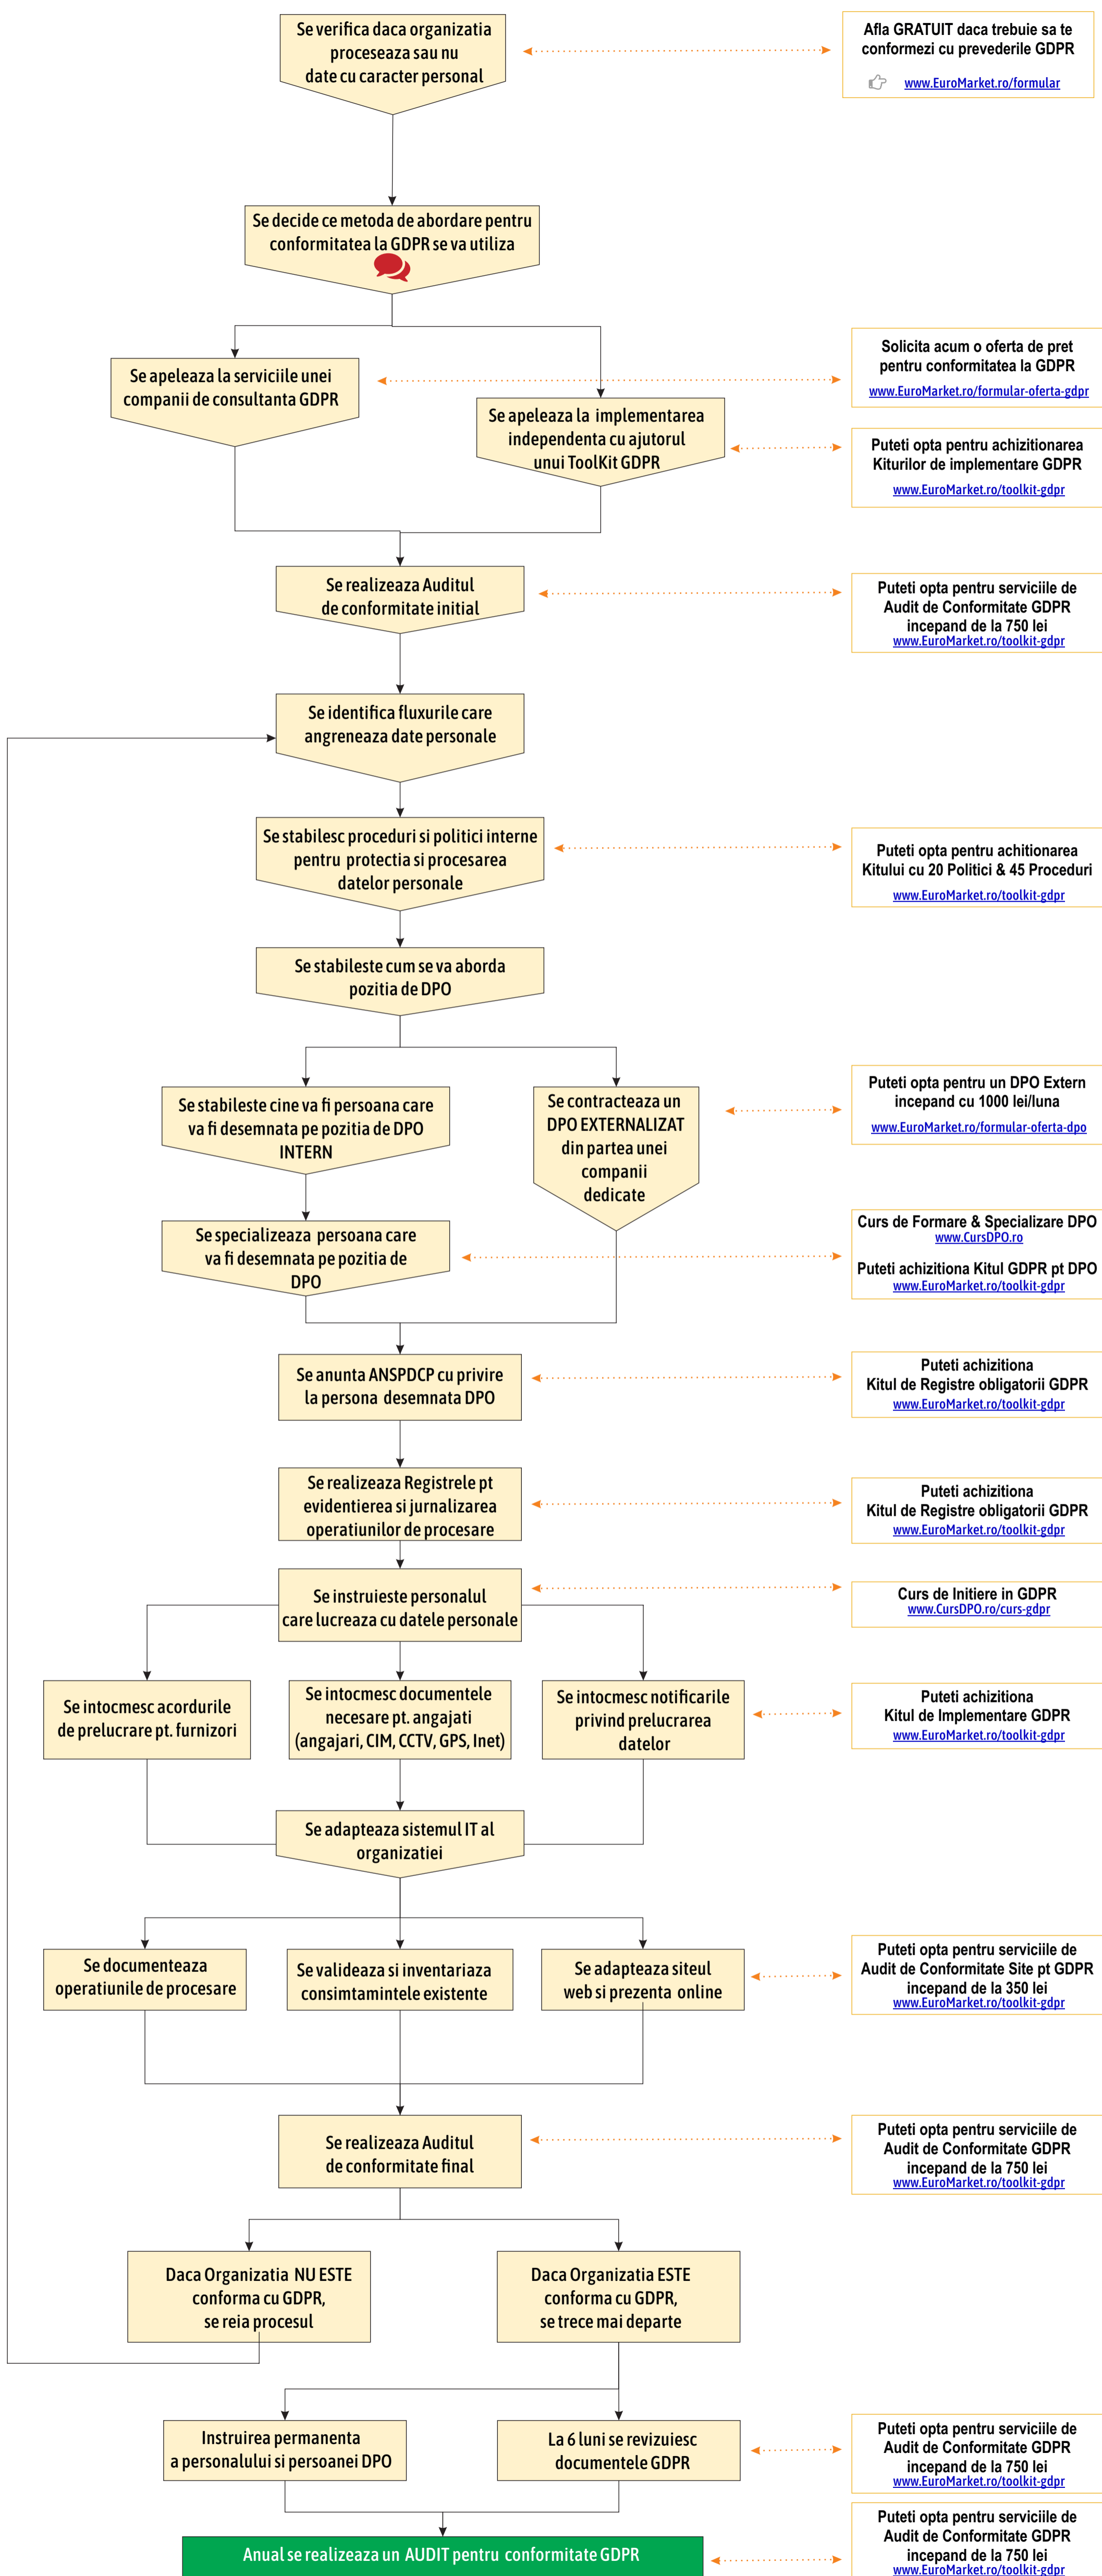 Se verifica daca organizatia
proceseaza sau nu
date cu caracter personal
Afla GRATUIT daca trebuie sa te
conformezi cu prevederile GDPR
www.EuroMarket.ro/formular
Se decide ce metoda de abordare pentru
conformitatea la GDPR se va utiliza
Se apeleaza la serviciile unei
companii de consultanta GDPR
Solicita acum o oferta de pret
pentru conformitatea la GDPR
www.EuroMarket.ro/formular-oferta-gdpr
Se apeleaza la implementarea
independenta cu ajutorul
unui ToolKit GDPR
Puteti opta pentru achizitionarea
Kiturilor de implementare GDPR
www.EuroMarket.ro/toolkit-gdpr
Se realizeaza Auditul
de conformitate initial
Puteti opta pentru serviciile de
Audit de Conformitate GDPR
incepand de la 750 lei
www.EuroMarket.ro/toolkit-gdpr
Se identifica fluxurile care
angreneaza date personale
Se stabilesc proceduri si politici interne
pentru protectia si procesarea
datelor personale
Puteti opta pentru achitionarea
Kitului cu 20 Politici & 45 Proceduri
www.EuroMarket.ro/toolkit-gdpr
Se stabileste cum se va aborda
pozitia de DPO
Se stabileste cine va fi persoana care
va fi desemnata pe pozitia de DPO
INTERN
Se contracteaza un
DPO EXTERNALIZAT
din partea unei
companii
dedicate
Puteti opta pentru un DPO Extern
incepand cu 1000 lei/luna
www.EuroMarket.ro/formular-oferta-dpo
Se specializeaza persoana care
va fi desemnata pe pozitia de
DPO
Curs de Formare & Specializare DPO
www.CursDPO.ro
Puteti achizitiona Kitul GDPR pt DPO
www.EuroMarket.ro/toolkit-gdpr
Se anunta ANSPDCP cu privire
la persona desemnata DPO
Puteti achizitiona
Kitul de Registre obligatorii GDPR
www.EuroMarket.ro/toolkit-gdpr
Se realizeaza Registrele pt
evidentierea si jurnalizarea
operatiunilor de procesare
Puteti achizitiona
Kitul de Registre obligatorii GDPR
www.EuroMarket.ro/toolkit-gdpr
Se instruieste personalul
care lucreaza cu datele personale
Curs de Initiere in GDPR
www.CursDPO.ro/curs-gdpr
Se intocmesc acordurile
de prelucrare pt. furnizori
Se intocmesc documentele
necesare pt. angajati
(angajari, CIM, CCTV, GPS, Inet)
Se intocmesc notificarile
privind prelucrarea
datelor
Puteti achizitiona
Kitul de Implementare GDPR
www.EuroMarket.ro/toolkit-gdpr
Se adapteaza sistemul IT al
organizatiei
Se documenteaza
operatiunile de procesare
Se valideaza si inventariaza
consimtamintele existente
Se adapteaza siteul
web si prezenta online
Puteti opta pentru serviciile de
Audit de Conformitate Site pt GDPR
incepand de la 350 lei
www.EuroMarket.ro/toolkit-gdpr
Se realizeaza Auditul
de conformitate final
Puteti opta pentru serviciile de
Audit de Conformitate GDPR
incepand de la 750 lei
www.EuroMarket.ro/toolkit-gdpr
Daca Organizatia NU ESTE
conforma cu GDPR,
se reia procesul
Daca Organizatia ESTE
conforma cu GDPR,
se trece mai departe
Instruirea permanenta
a personalului si persoanei DPO
La 6 luni se revizuiesc
documentele GDPR
Puteti opta pentru serviciile de
Audit de Conformitate GDPR
incepand de la 750 lei
www.EuroMarket.ro/toolkit-gdpr
Anual se realizeaza un AUDIT pentru conformitate GDPR
Puteti opta pentru serviciile de
Audit de Conformitate GDPR
incepand de la 750 lei
www.EuroMarket.ro/toolkit-gdpr